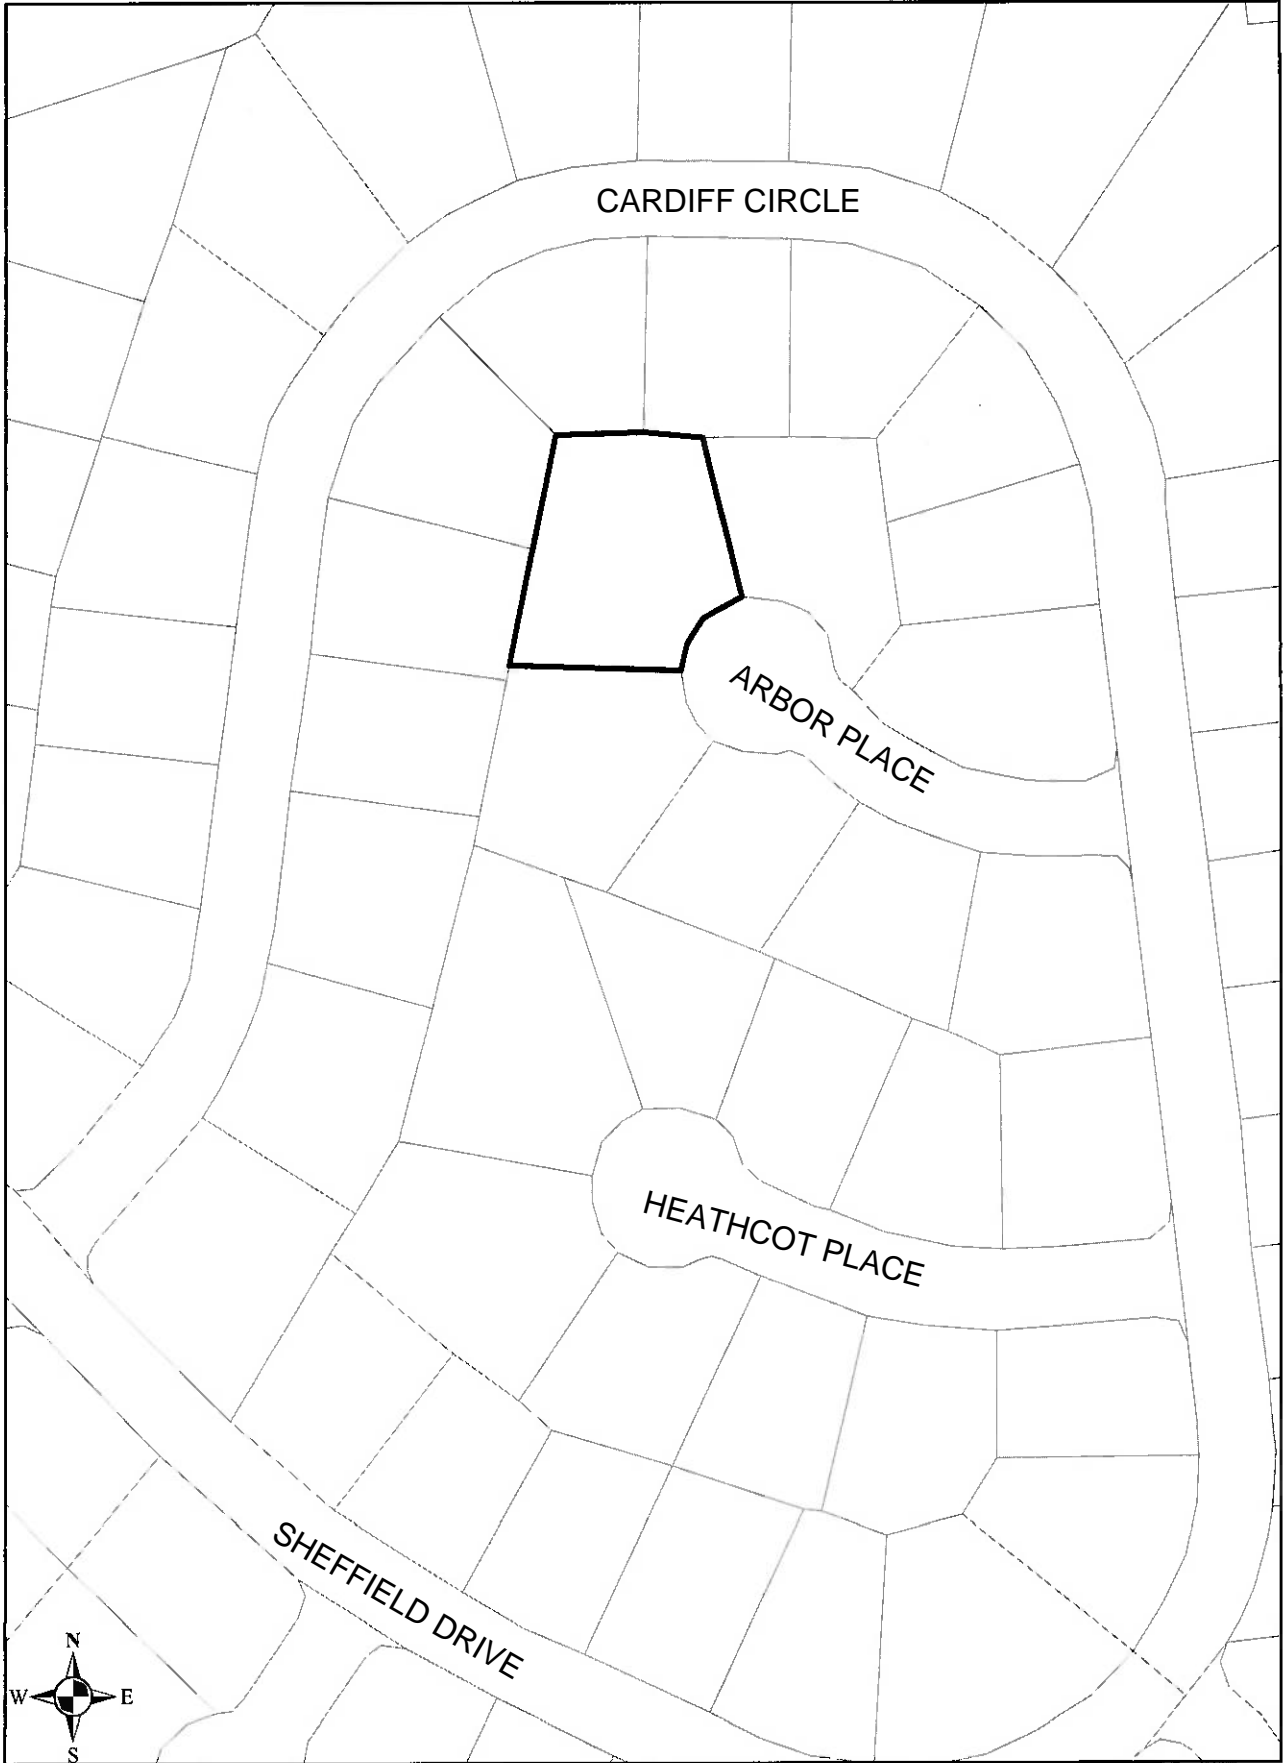 CARDIFF CIRCLE
ARBOR PLACE
HEATHCOT PLACE
SHEFFIELD DRIVE
N
W E
S